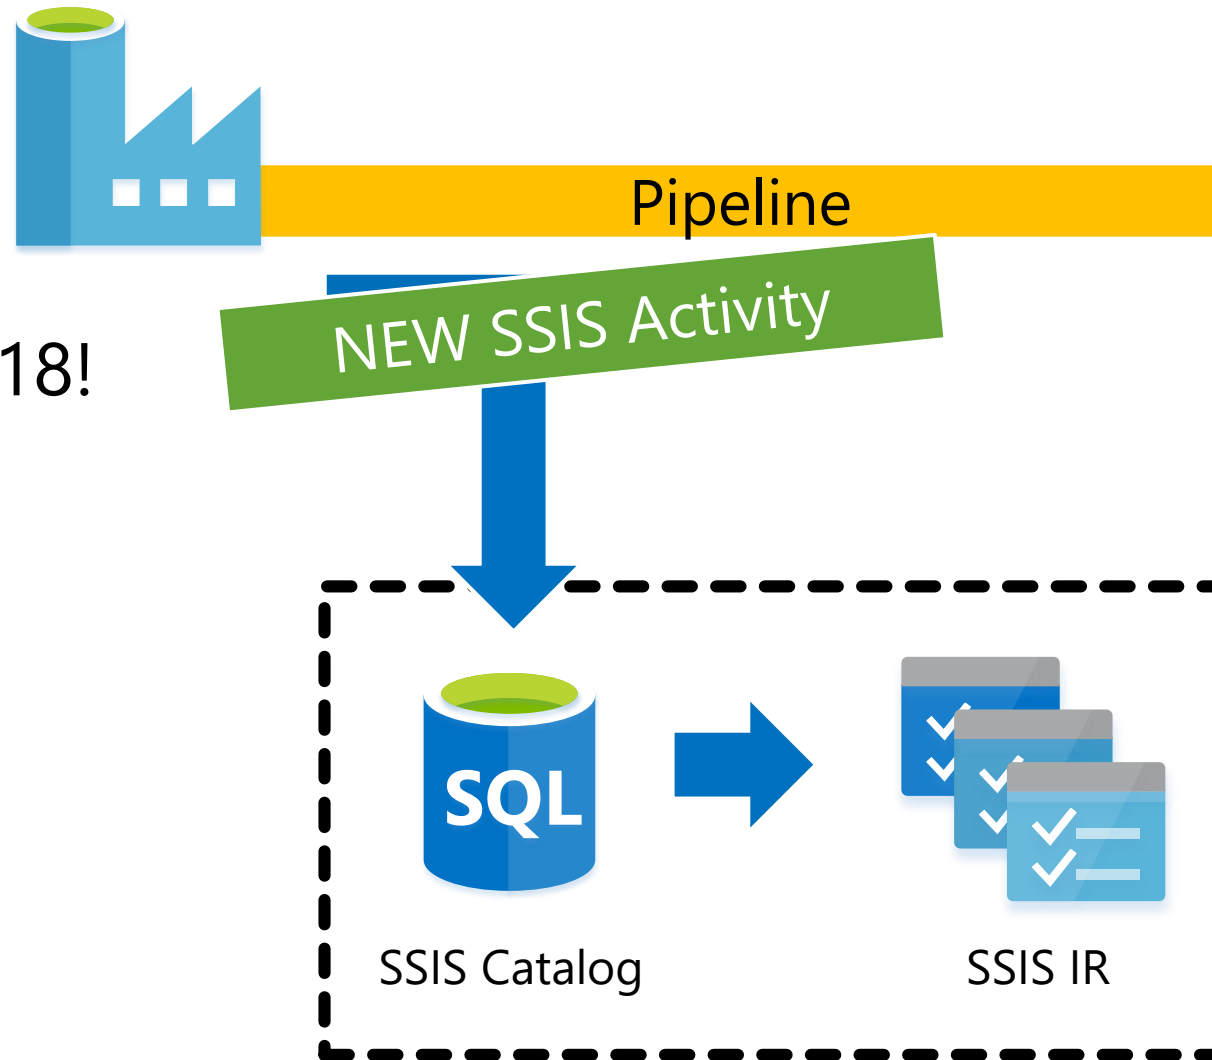 Pipeline
NEW SSIS Activity
18!
SQL
SSIS Catalog
SSIS IR